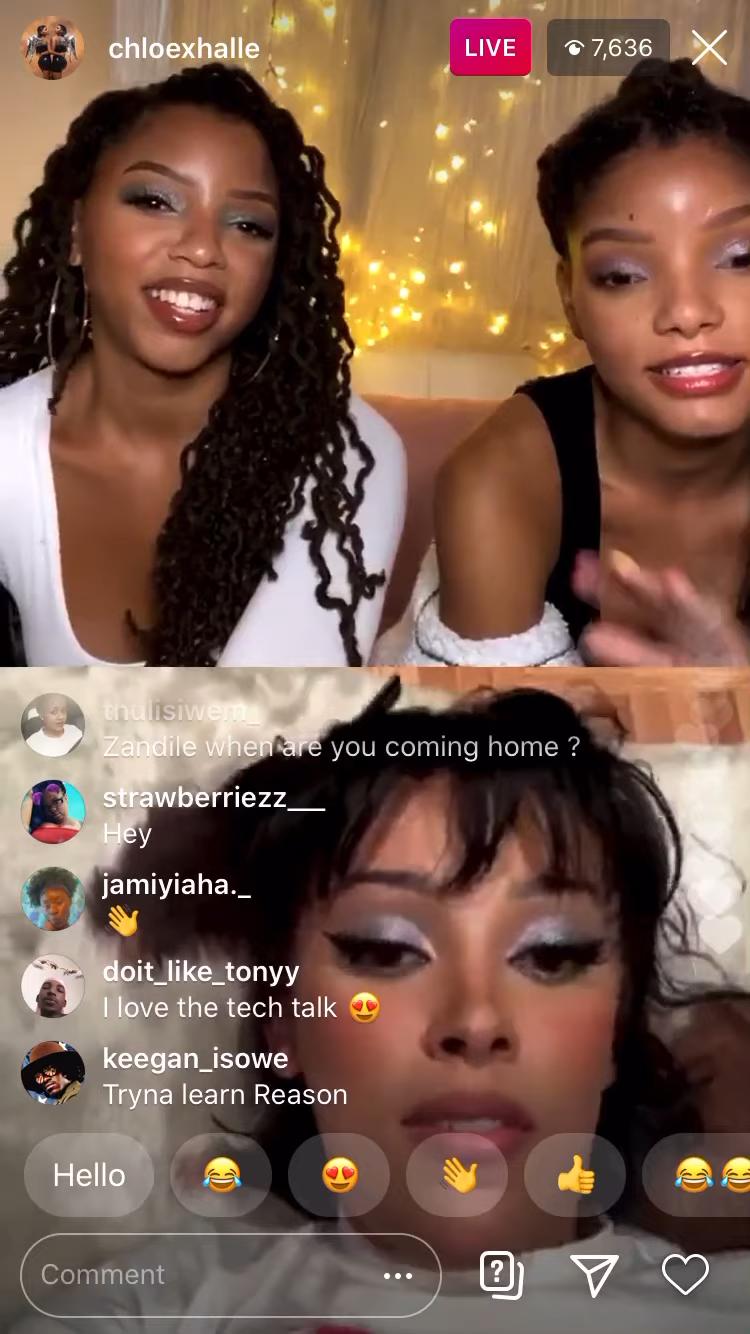 chloexhalle
LIVE
7,636
thulisiwem_
Zandile when are you coming home ?
strawberriezz___
Hey
jamiyiaha._
👋
doit_like_tonyy
I love the tech talk 😍
keegan_isowe
Tryna learn Reason
Hello 😂 😍 👋 👍 😂😂
Comment